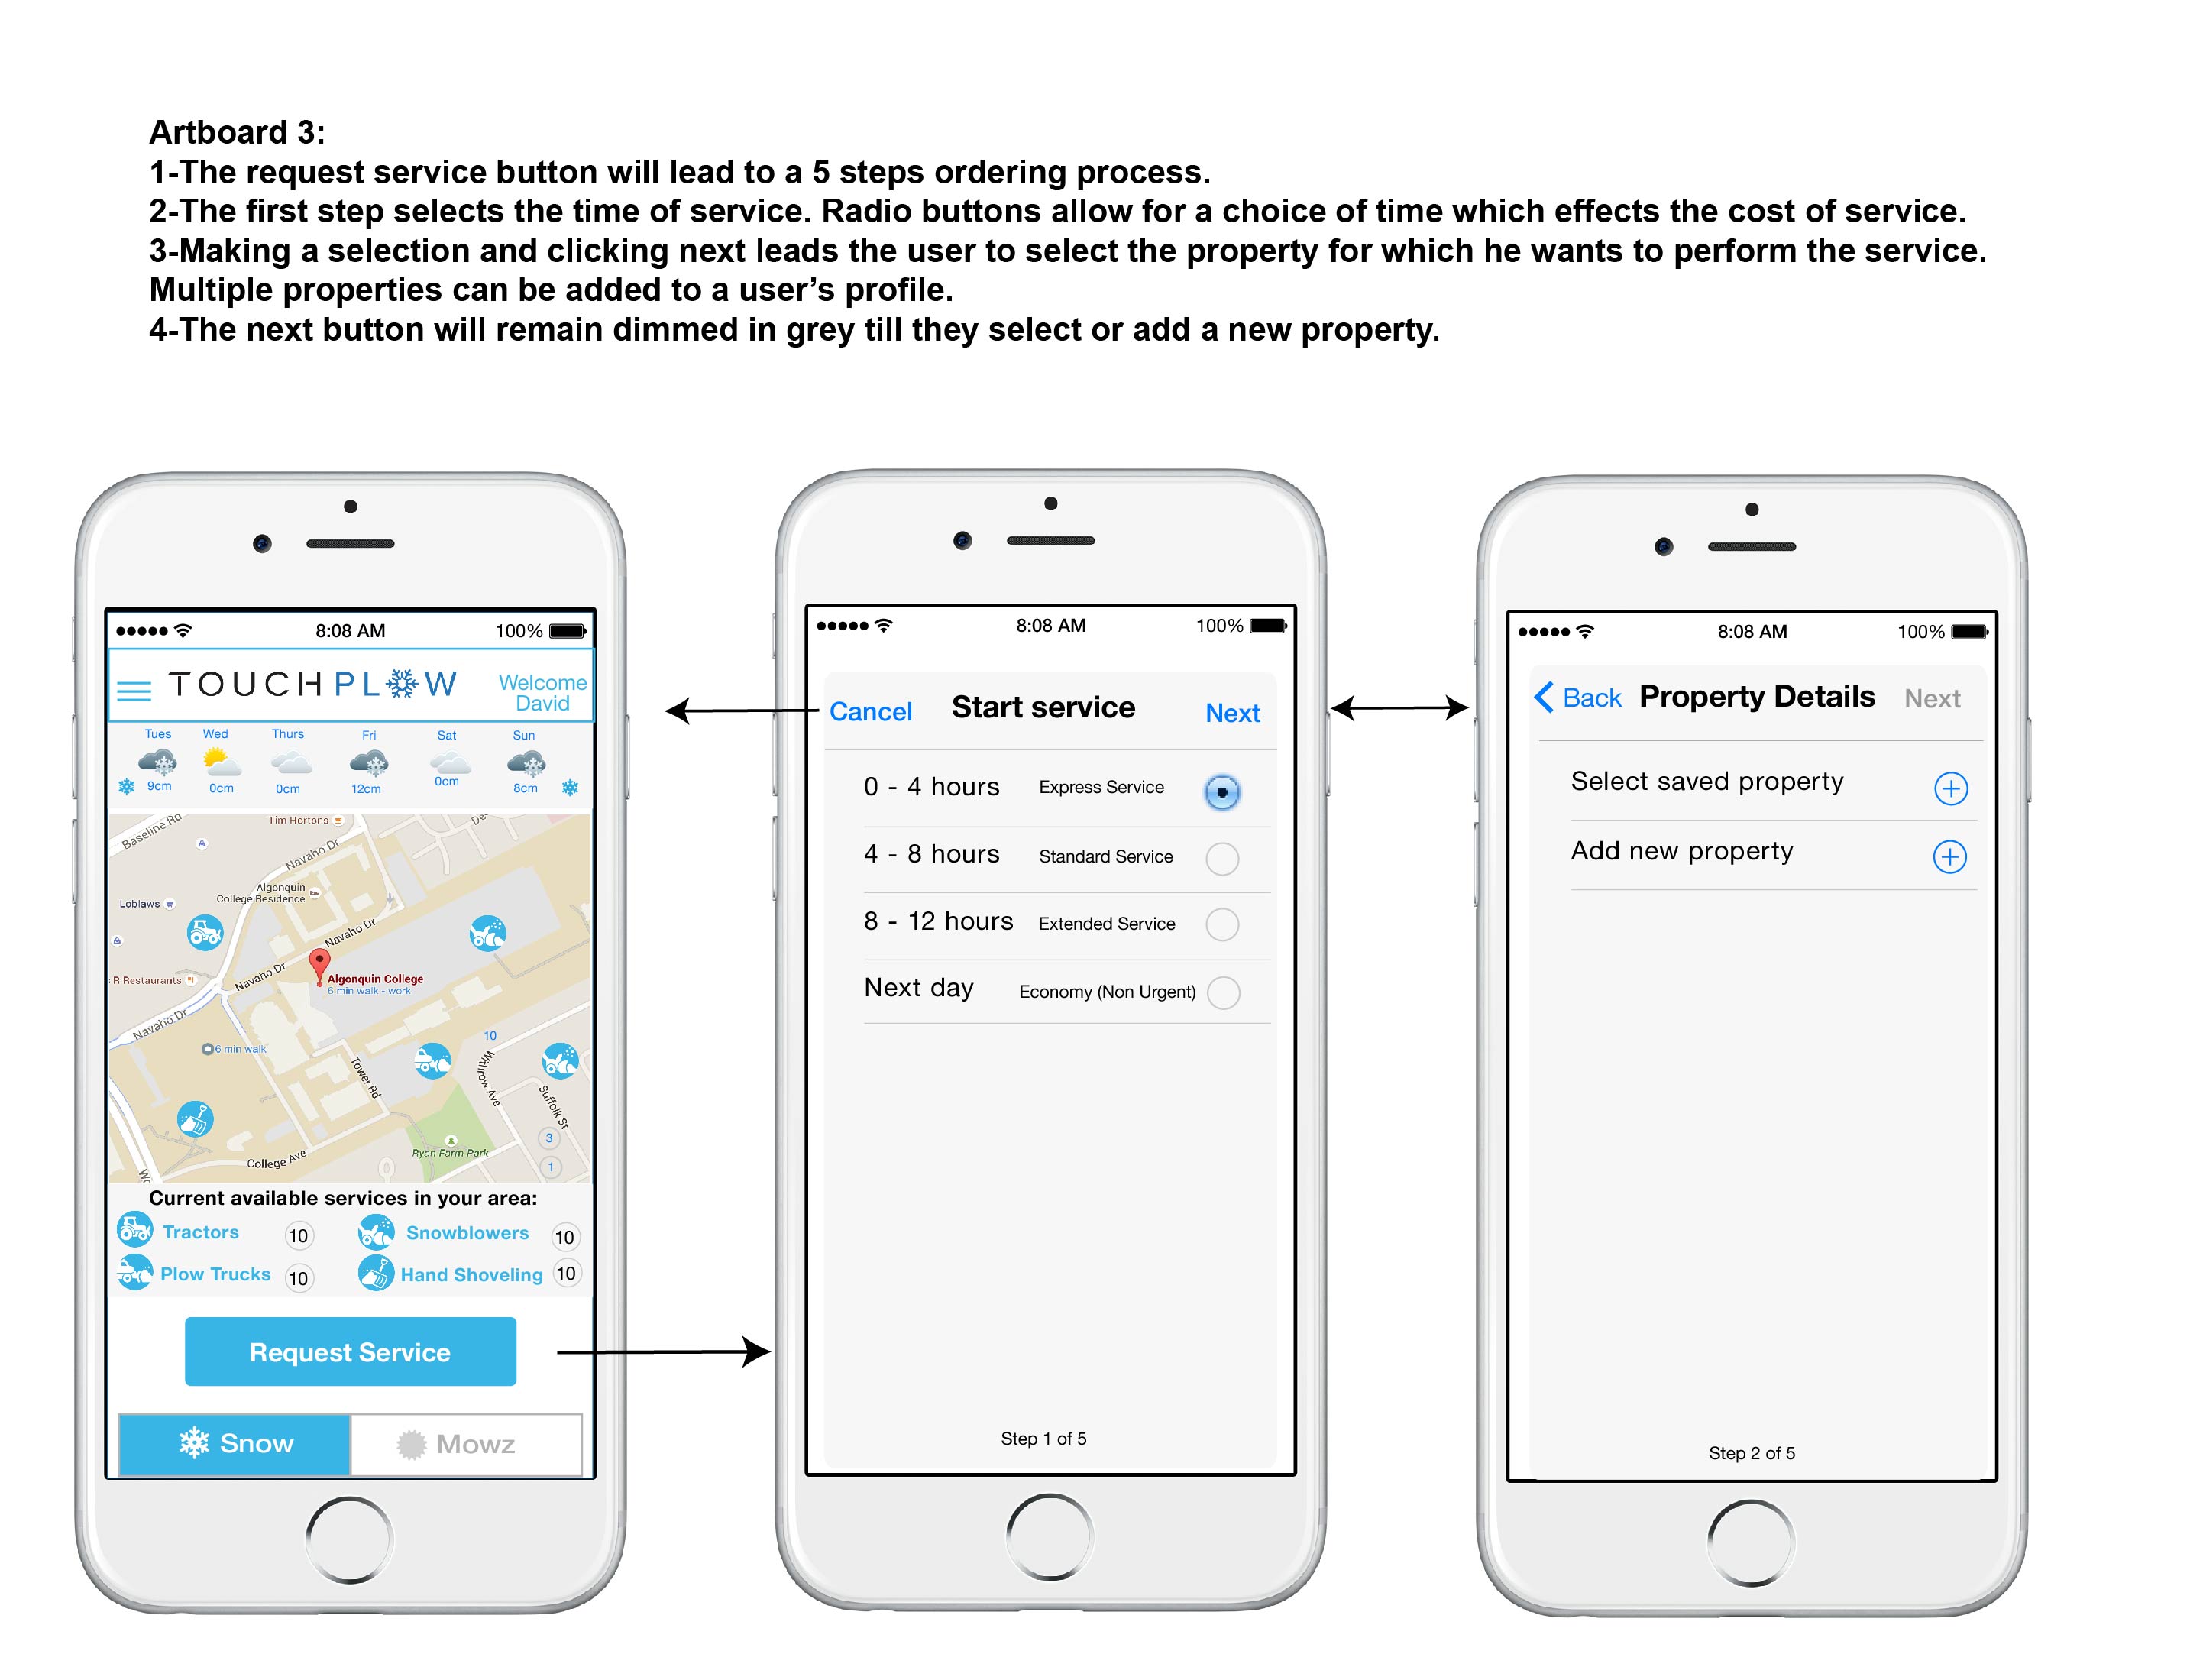 Artboard 3:
1-The request service button will lead to a 5 steps ordering process.
2-The first step selects the time of service. Radio buttons allow for a choice of time which effects the cost of service.
3-Making a selection and clicking next leads the user to select the property for which he wants to perform the service.
Multiple properties can be added to a user’s profile.
4-The next button will remain dimmed in grey till they select or add a new property.
8:08 AM 100%
TOUCH PLOW
Welcome
David
Tues Wed Thurs Fri Sat Sun
9cm 0cm 0cm 12cm 0cm 8cm
Baseline Ro
Tim Hortons
De
Navaho Dr
Algonquin
College Residence
Loblaws
Navaho Dr
R Restaurants
Navaho Dr
Algonquin College
6 min walk - work
Navaho Dr
6 min walk
10
Withrow Ave
Tower Rd
Suffolk St
3
Ryan Farm Park
College Ave
1
Wo
Current available services in your area:
Tractors 10 Snowblowers 10
Plow Trucks 10 Hand Shoveling 10
Request Service
Snow Mowz
8:08 AM 100%
Cancel Start service Next
0 - 4 hours Express Service
4 - 8 hours Standard Service
8 - 12 hours Extended Service
Next day Economy (Non Urgent)
Step 1 of 5
8:08 AM 100%
Back Property Details Next
Select saved property
Add new property
Step 2 of 5